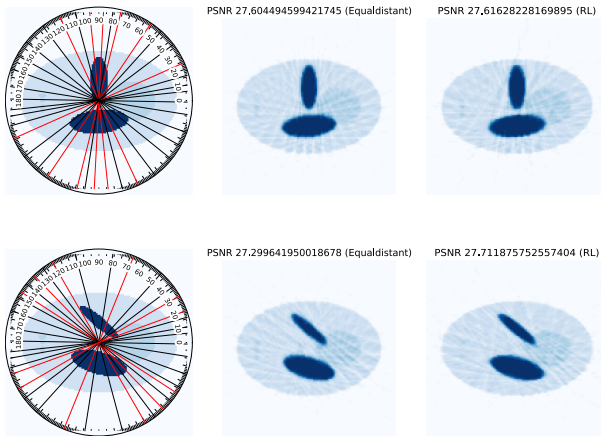 PSNR 27.604494599421745 (Equaldistant)
PSNR 27.61628228169895 (RL)
180 170 160 150 140 130 120 110 100 90 80 70 60 50 40 30 20 10 0
PSNR 27.299641950018678 (Equaldistant)
PSNR 27.711875752557404 (RL)
180 170 160 150 140 130 120 110 100 90 80 70 60 50 40 30 20 10 0